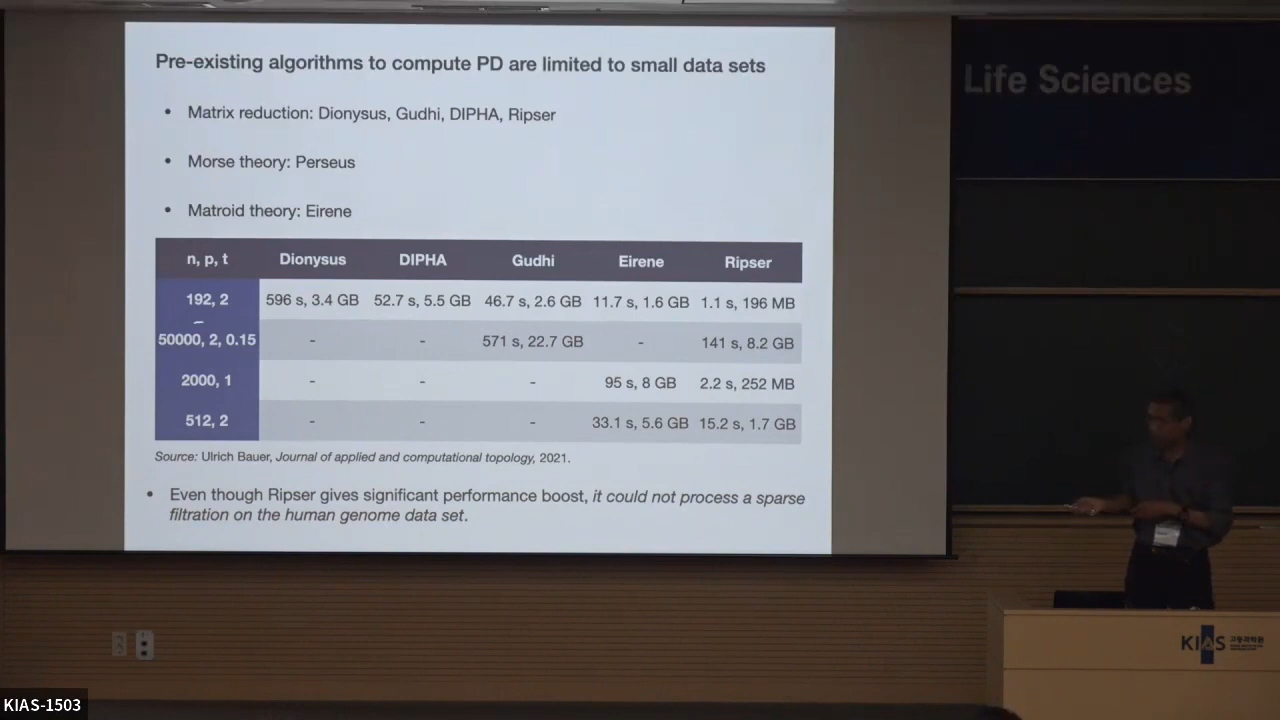 Pre-existing algorithms to compute PD are limited to small data sets
• Matrix reduction: Dionysus, Gudhi, DIPHA, Ripser
• Morse theory: Perseus
• Matroid theory: Eirene
n, p, t Dionysus DIPHA Gudhi Eirene Ripser
192, 2 596 s, 3.4 GB 52.7 s, 5.5 GB 46.7 s, 2.6 GB 11.7 s, 1.6 GB 1.1 s, 196 MB
50000, 2, 0.15 - - 571 s, 22.7 GB - 141 s, 8.2 GB
2000, 1 - - - 95 s, 8 GB 2.2 s, 252 MB
512, 2 - - - 33.1 s, 5.6 GB 15.2 s, 1.7 GB
Source: Ulrich Bauer, Journal of applied and computational topology, 2021.
• Even though Ripser gives significant performance boost, it could not process a sparse
filtration on the human genome data set.
Life Sciences
KIAS 고등과학원
KIAS-1503